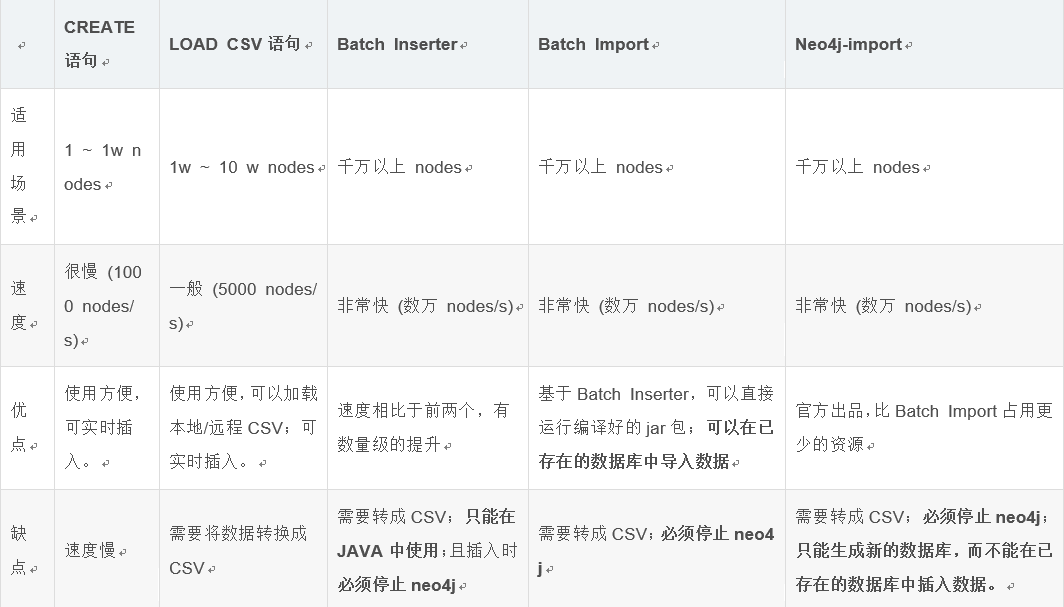 CREATE
语句
LOAD CSV 语句
Batch Inserter
Batch Import
Neo4j-import
适
用
场
景
1 ~ 1w n
odes
1w ~ 10 w nodes
千万以上 nodes
千万以上 nodes
千万以上 nodes
速
度
很慢 (100
0 nodes/
s)
一般 (5000 nodes/
s)
非常快 (数万 nodes/s)
非常快 (数万 nodes/s)
非常快 (数万 nodes/s)
优
点
使用方便，
可实时插
入。
使用方便，可以加载
本地/远程 CSV；可
实时插入。
速度相比于前两个，有
数量级的提升
基于 Batch Inserter，可以直接
运行编译好的 jar 包；可以在已
存在的数据库中导入数据
官方出品，比 Batch Import 占用更
少的资源
缺
点
速度慢
需要将数据转换成
CSV
需要转成 CSV；只能在
JAVA 中使用；且插入时
必须停止 neo4j
需要转成 CSV；必须停止 neo4
j
需要转成 CSV；必须停止 neo4j；
只能生成新的数据库，而不能在已
存在的数据库中插入数据。